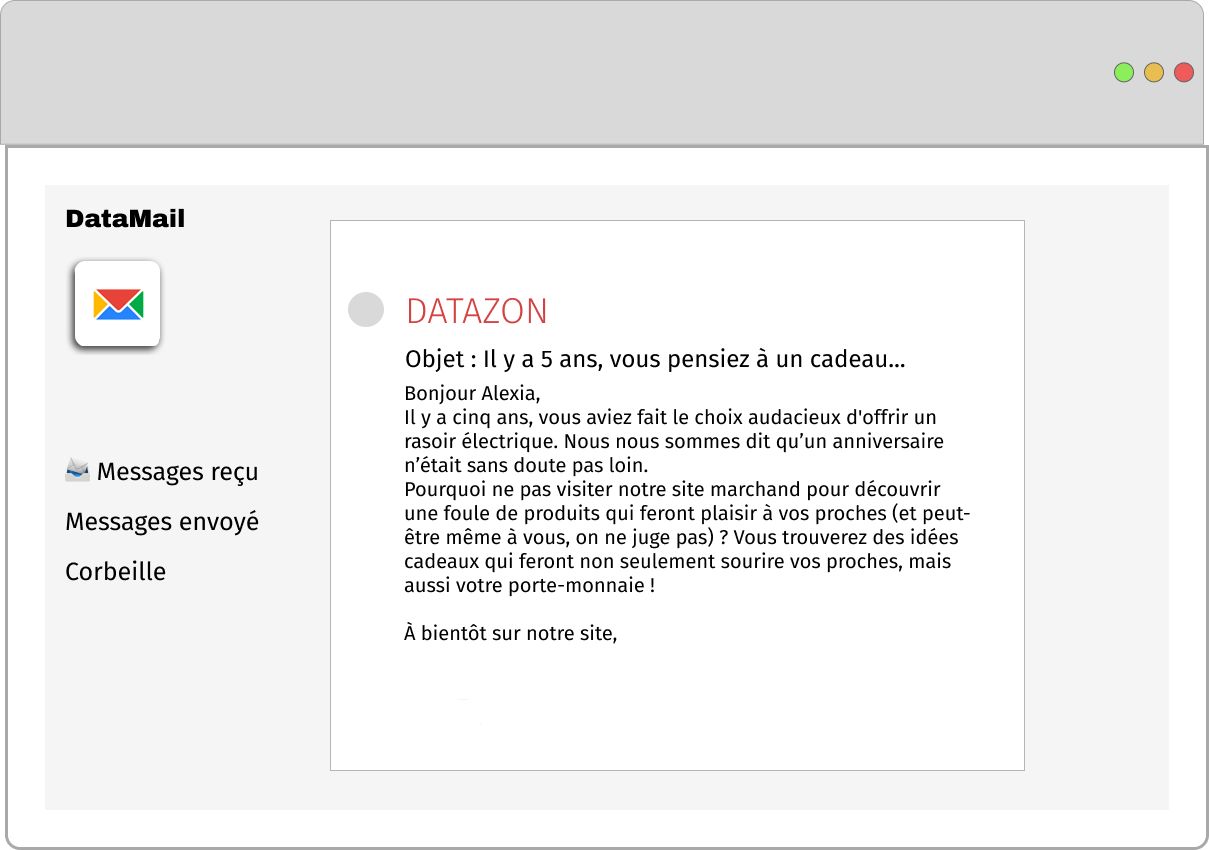 DataMail
Messages reçu
Messages envoyé
Corbeille
DATAZON
Objet : Il y a 5 ans, vous pensiez à un cadeau...
Bonjour Alexia,
Il y a cinq ans, vous aviez fait le choix audacieux d'offrir un
rasoir électrique. Nous nous sommes dit qu’un anniversaire
n’était sans doute pas loin.
Pourquoi ne pas visiter notre site marchand pour découvrir
une foule de produits qui feront plaisir à vos proches (et peut-
être même à vous, on ne juge pas) ? Vous trouverez des idées
cadeaux qui feront non seulement sourire vos proches, mais
aussi votre porte-monnaie !
À bientôt sur notre site,